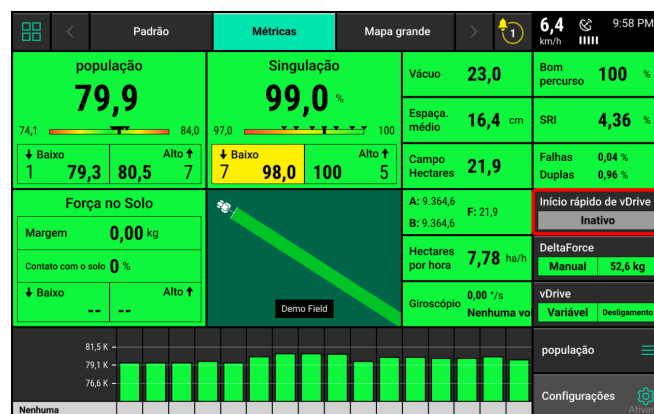 Padrão
Métricas
Mapa grande
1
6,4
km/h
9:58 PM
população
79,9
74,1
84,0
↓ Baixo
Alto ↑
1
79,3
80,5
7
Singulação
99,0 %
97,0
100
↓ Baixo
Alto ↑
7
98,0
100
5
Vácuo
23,0
Espaça. médio
16,4 cm
Campo Hectares
21,9
Bom percurso
100 %
SRI
4,36 %
Falhas 0,04 %
Duplas 0,96 %
Força no Solo
Margem
0,00 kg
Contato com o solo
0 %
↓ Baixo
Alto ↑
--
--
Demo Field
A: 9.364,6
B: 9.364,6
F: 21,9
Hectares por hora
7,78 ha/h
Giroscópio
0,00 °/s
Nenhuma vo
Início rápido de vDrive
Inativo
DeltaForce
Manual
52,6 kg
vDrive
Variável
Desligamento
81,5 K
79,1 K
76,6 K
Nenhuma
população
Configurações
Ativar